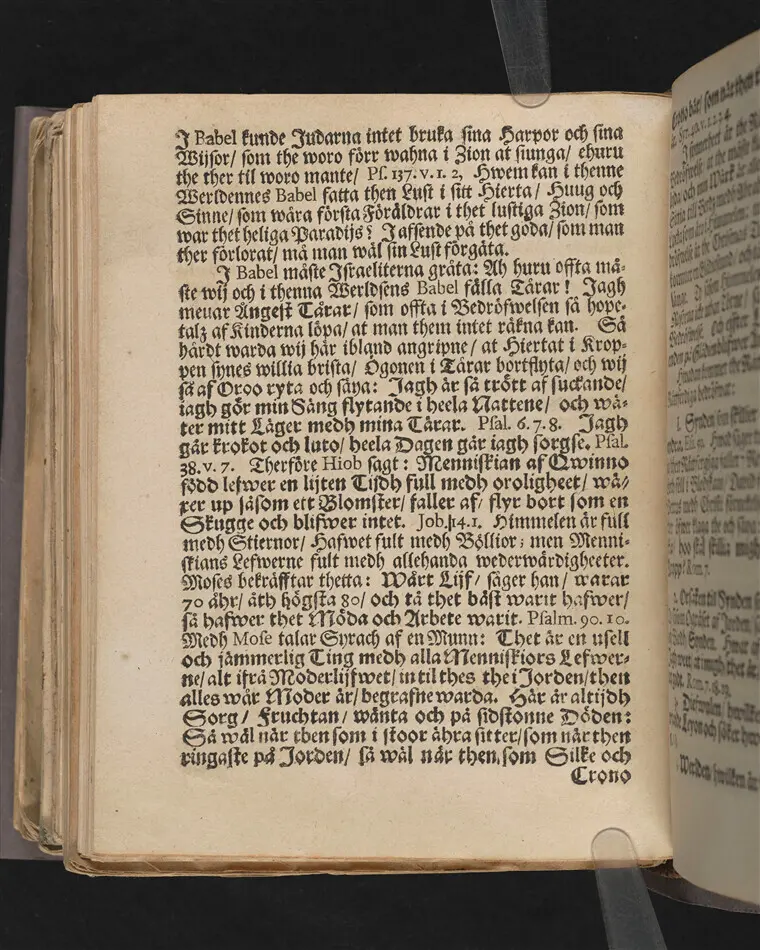 I Babel kunde Judarna intet bruka sina Harpor och sina
Wijsor/ som the woro förr wahna i Zion at siunga/ ehuru
the ther til woro mante/ Ps. 137. v. 1. 2, Hwem kan i thenne
Werldennes Babel fatta then Lust i sitt Hierta/ Huug och
Sinne/ som wåra första Föräldrar i thet lustiga Zion/ som
war thet heliga Paradijs? I affsende på thet goda/ som man
ther förlorat/ må man wäl sin Lust förgäta.
I Babel måste Israeliterna gråta: Ah huru offta må-
ste wij och i thenna Werldsens Babel fälla Tårar! Jagh
menar Ångest Tårar/ som offta i Bedröfwelsen så hope-
talz af Kinderna löpa/ at man them intet räkna kan. Så
hårdt warda wij här ibland angripne/ at Hiertat i Krop-
pen synes willia brista/ Ögonen i Tårar bortflyta/ och wij
så af Oroo ryta och säya: Jagh är så trött af suckande/
iagh gör min Säng flytande i heela Nattene/ och wä-
ter mitt Läger medh mina Tårar. Psal. 6. 7. 8. Jagh
går krokot och luto/ heela Dagen går iagh sorgse. Psal.
38. v. 7. Therföre Hiob sagt: Menniskian af Qwinno
född lefwer en lijten Tijdh full medh oroligheet/ wä-
xer up såsom ett Blomster/ faller af/ flyr bort som en
Skugge och blifwer intet. Job. 14. 1. Himmelen är full
medh Stiernor/ Hafwet fult medh Böllior; men Menni-
skians Lefwerne fult medh allehanda wederwärdigheeter.
Moses bekräfftar thetta: Wårt Lijf/ säger han/ warar
70 åhr/ åth högsta 80/ och tå thet bäst warit hafwer/
så hafwer thet Möda och Arbete warit. Psalm. 90. 10.
Medh Mose talar Syrach af en Munn: Thet är en usell
och jämmerlig Ting medh alla Menniskiors Lefwer-
ne/ alt ifrå Moderlijfwet/ in til thes the i Jorden/ then
alles wår Moder är/ begrafne warda. Här är altijdh
Sorg/ Fruchtan/ wänta och på sidstonne Döden:
Så wäl när then som i stoor ähra sitter/ som när then
ringaste på Jorden/ så wäl når then som Silke och
Crono